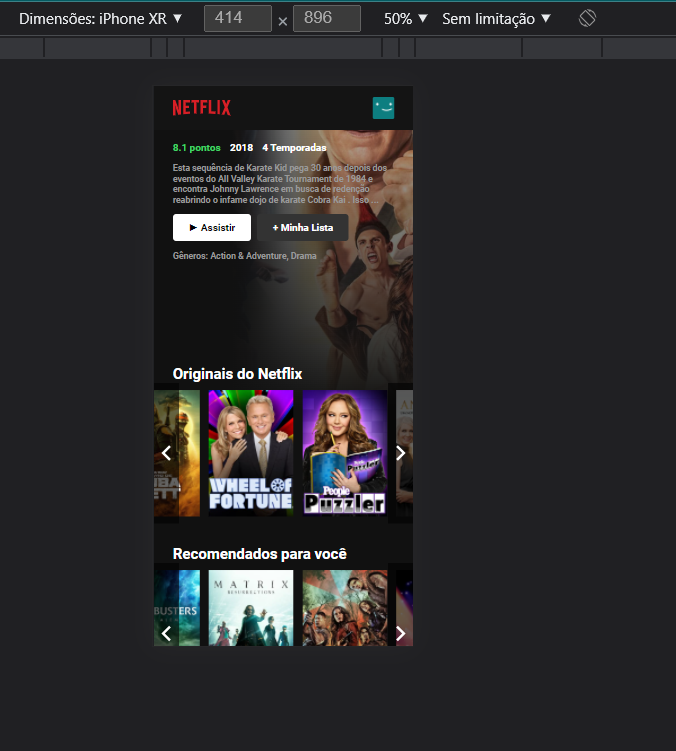 Dimensões: iPhone XR ▼ 414 × 896 50% ▼ Sem limitação ▼
NETFLIX
8.1 pontos 2018 4 Temporadas
Esta sequência de Karate Kid pega 30 anos depois dos
eventos do All Valley Karate Tournament de 1984 e
encontra Johnny Lawrence em busca de redenção
reabrindo o infame dojo de karate Cobra Kai . Isso ...
► Assistir + Minha Lista
Gêneros: Action & Adventure, Drama
Originais do Netflix
WHEEL OF
FORTUNE
People
Puzzler
Recomendados para você
BUSTERS
MATRIX
RESURRECTIONS